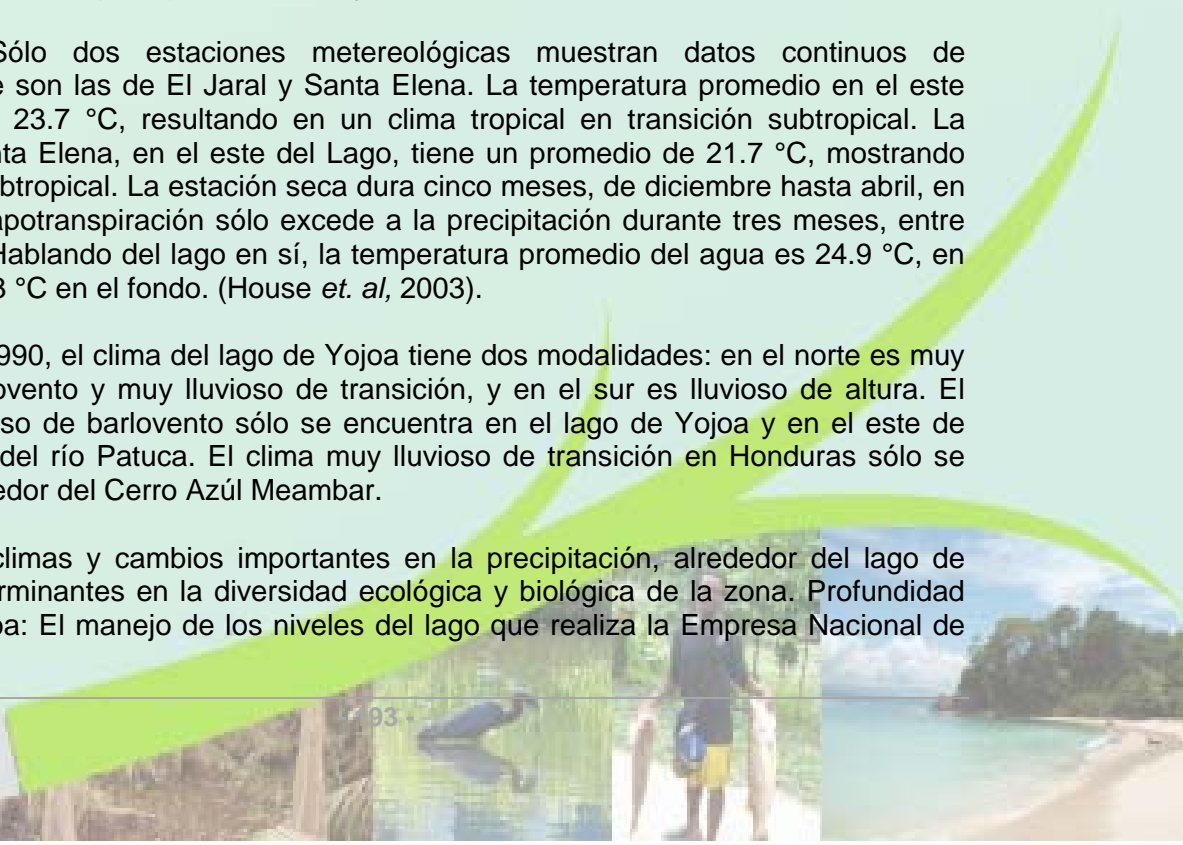 Sólo dos estaciones metereológicas muestran datos continuos de
son las de El Jaral y Santa Elena. La temperatura promedio en el este
23.7 °C, resultando en un clima tropical en transición subtropical. La
Elena, en el este del Lago, tiene un promedio de 21.7 °C, mostrando
La estación seca dura cinco meses, de diciembre hasta abril, en
sólo excede a la precipitación durante tres meses, entre
Hablando del lago en sí, la temperatura promedio del agua es 24.9 °C, en
°C en el fondo. (House et. al, 2003).
990, el clima del lago de Yojoa tiene dos modalidades: en el norte es muy
y muy lluvioso de transición, y en el sur es lluvioso de altura. El
de barlovento sólo se encuentra en el lago de Yojoa y en el este de
del río Patuca. El clima muy lluvioso de transición en Honduras sólo se
del Cerro Azúl Meambar.
climas y cambios importantes en la precipitación, alrededor del lago de
en la diversidad ecológica y biológica de la zona. Profundidad
El manejo de los niveles del lago que realiza la Empresa Nacional de
93